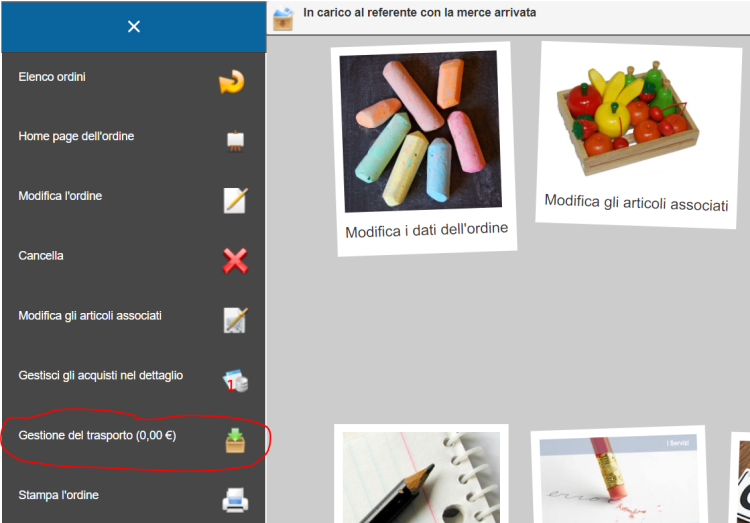 In carico al referente con la merce arrivata
Elenco ordini
Home page dell'ordine
Modifica l'ordine
Cancella
Modifica gli articoli associati
Gestisci gli acquisti nel dettaglio
Gestione del trasporto (0,00 €)
Stampa l'ordine
Modifica i dati dell'ordine
Modifica gli articoli associati
I Servizi